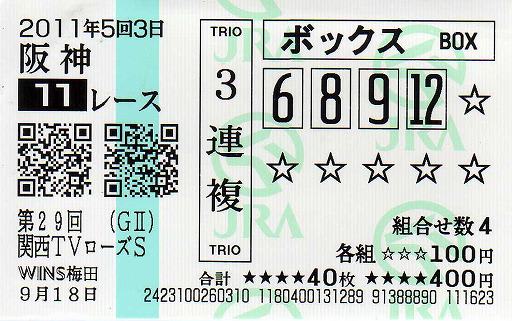 2011年5回3日
阪神
11レース
第29回 (GⅡ)
関西TVローズS
WINS梅田
9月18日
TRIO
3連複
TRIO
ボックス BOX
6 8 9 12 ☆
☆ ☆ ☆ ☆ ☆
組合せ数4
各組 ☆☆☆100円
合計 ★★★★40枚 ★★★★400円
2423100260310 1180400131289 91388890 111623
JRA
JRA
JRA